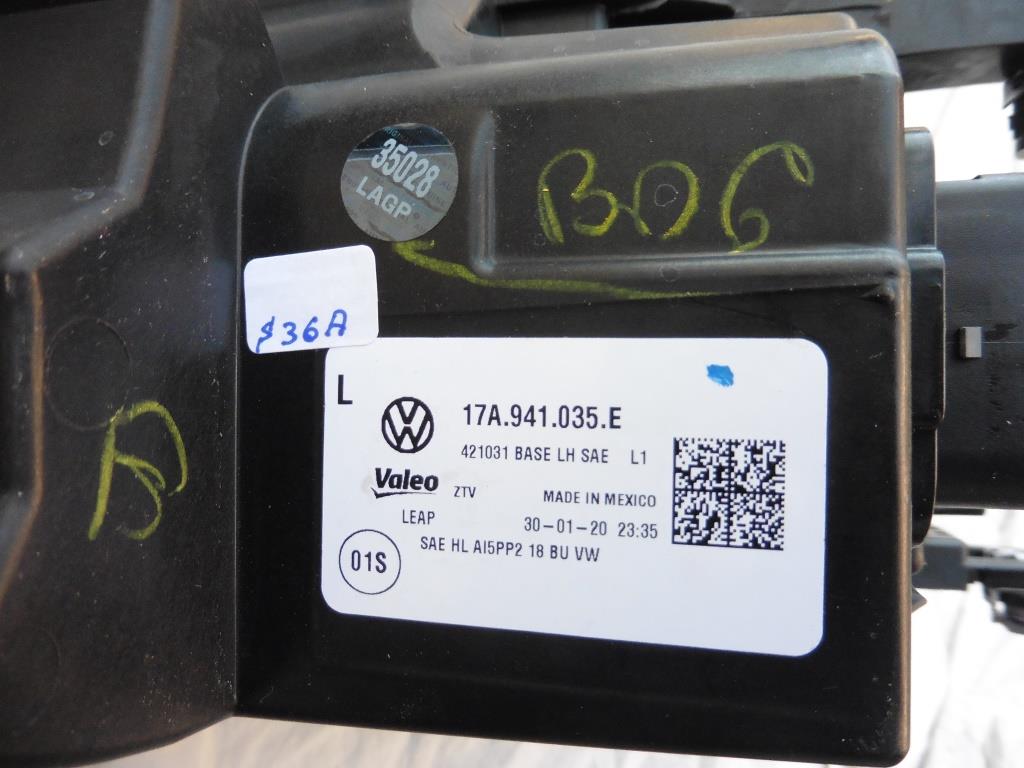 35028
LAGP
B06
$36A
B
L
17A.941.035.E
421031 BASE LH SAE L1
Valeo ZTV MADE IN MEXICO
LEAP 30-01-20 23:35
01S SAE HL AI5PP2 18 BU VW